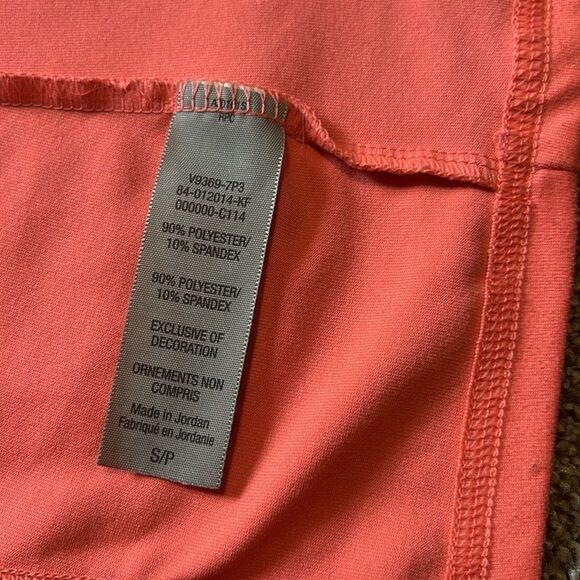 RPC
V9369-7P3
84-012014-KF
000000-C114
90% POLYESTER/
10% SPANDEX
90% POLYESTER/
10% SPANDEX
EXCLUSIVE OF
DECORATION
ORNEMENTS NON
COMPRIS
Made in Jordan
Fabriqué en Jordanie
S/P